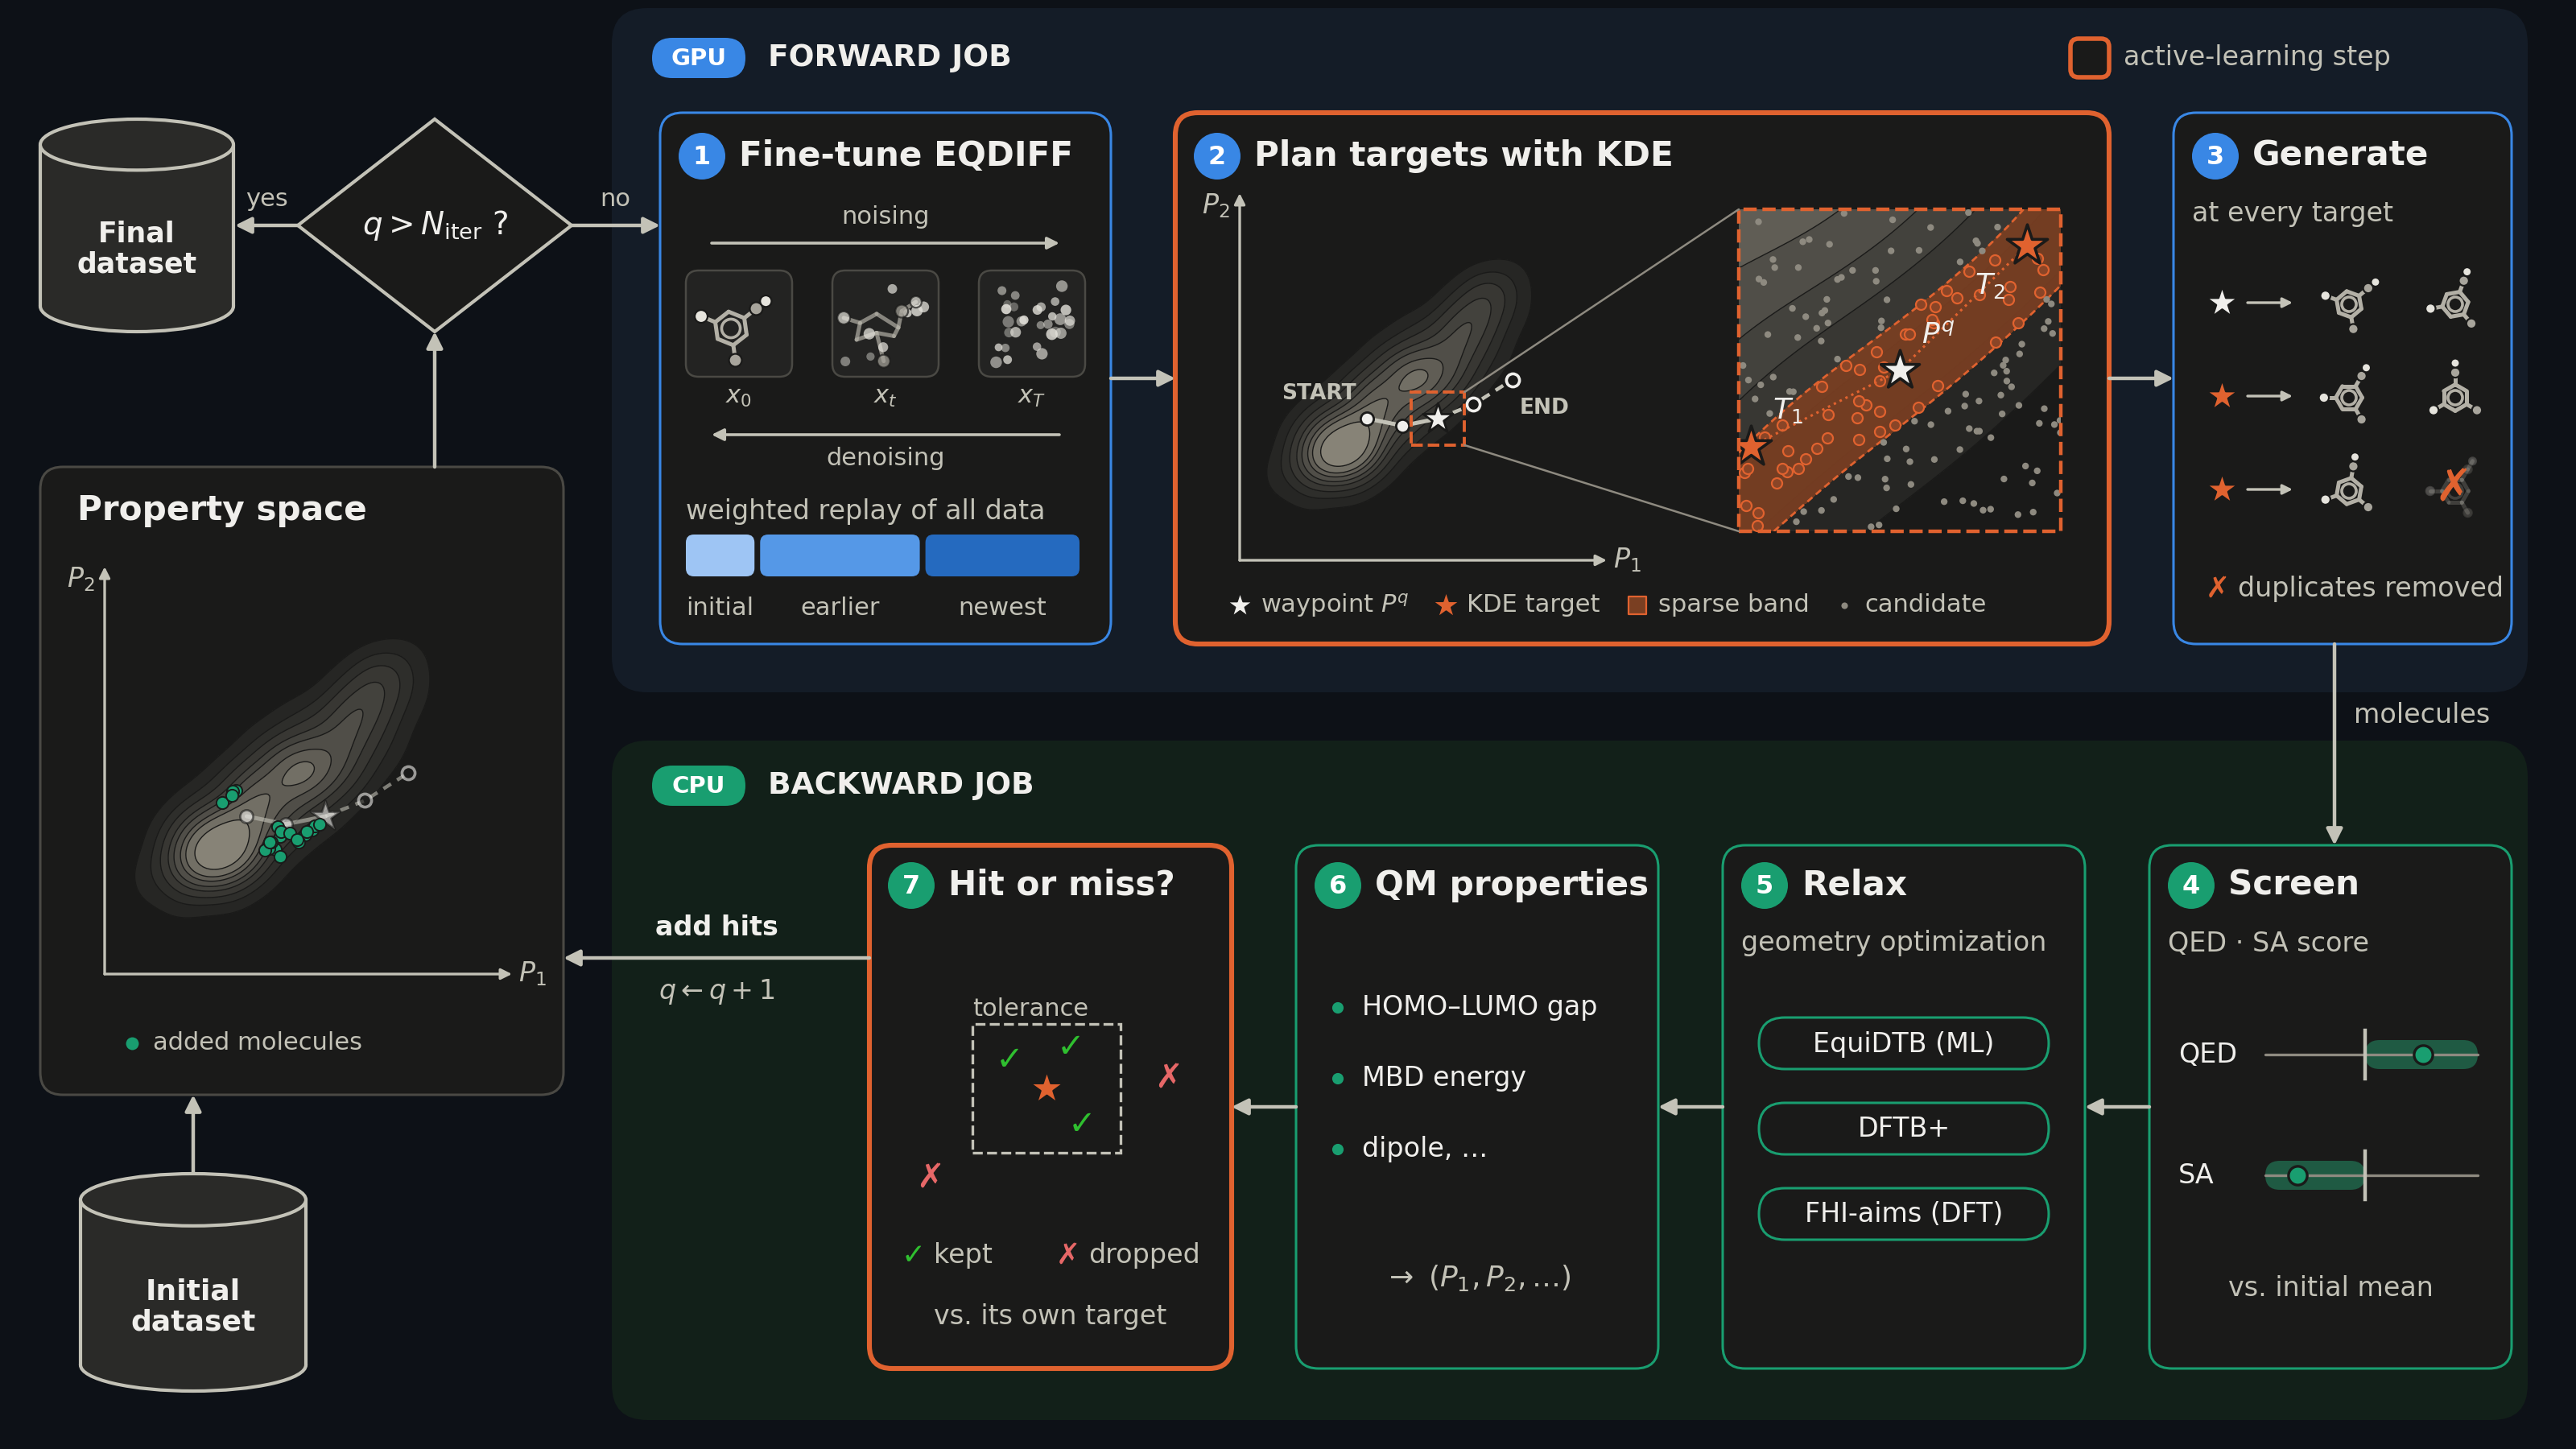 GPU FORWARD JOB
active-learning step
Final
dataset
yes
q > N_iter ?
no
1 Fine-tune EQDIFF
noising
x_0
x_t
x_T
denoising
weighted replay of all data
initial
earlier
newest
2 Plan targets with KDE
P_2
START
END
P_1
T_2
P^q
T_1
★ waypoint P^q
★ KDE target
sparse band
candidate
3 Generate
at every target
✗ duplicates removed
molecules
Property space
P_2
P_1
added molecules
Initial
dataset
CPU BACKWARD JOB
add hits
q ← q + 1
7 Hit or miss?
tolerance
✓ kept
✗ dropped
vs. its own target
6 QM properties
HOMO–LUMO gap
MBD energy
dipole, ...
→ (P_1, P_2, ...)
5 Relax
geometry optimization
EquiDTB (ML)
DFTB+
FHI-aims (DFT)
4 Screen
QED · SA score
QED
SA
vs. initial mean